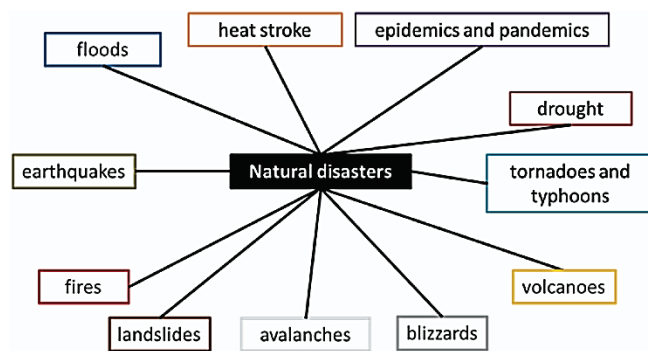 heat stroke
epidemics and pandemics
floods
drought
earthquakes
Natural disasters
tornadoes and
typhoons
fires
volcanoes
landslides
avalanches
blizzards